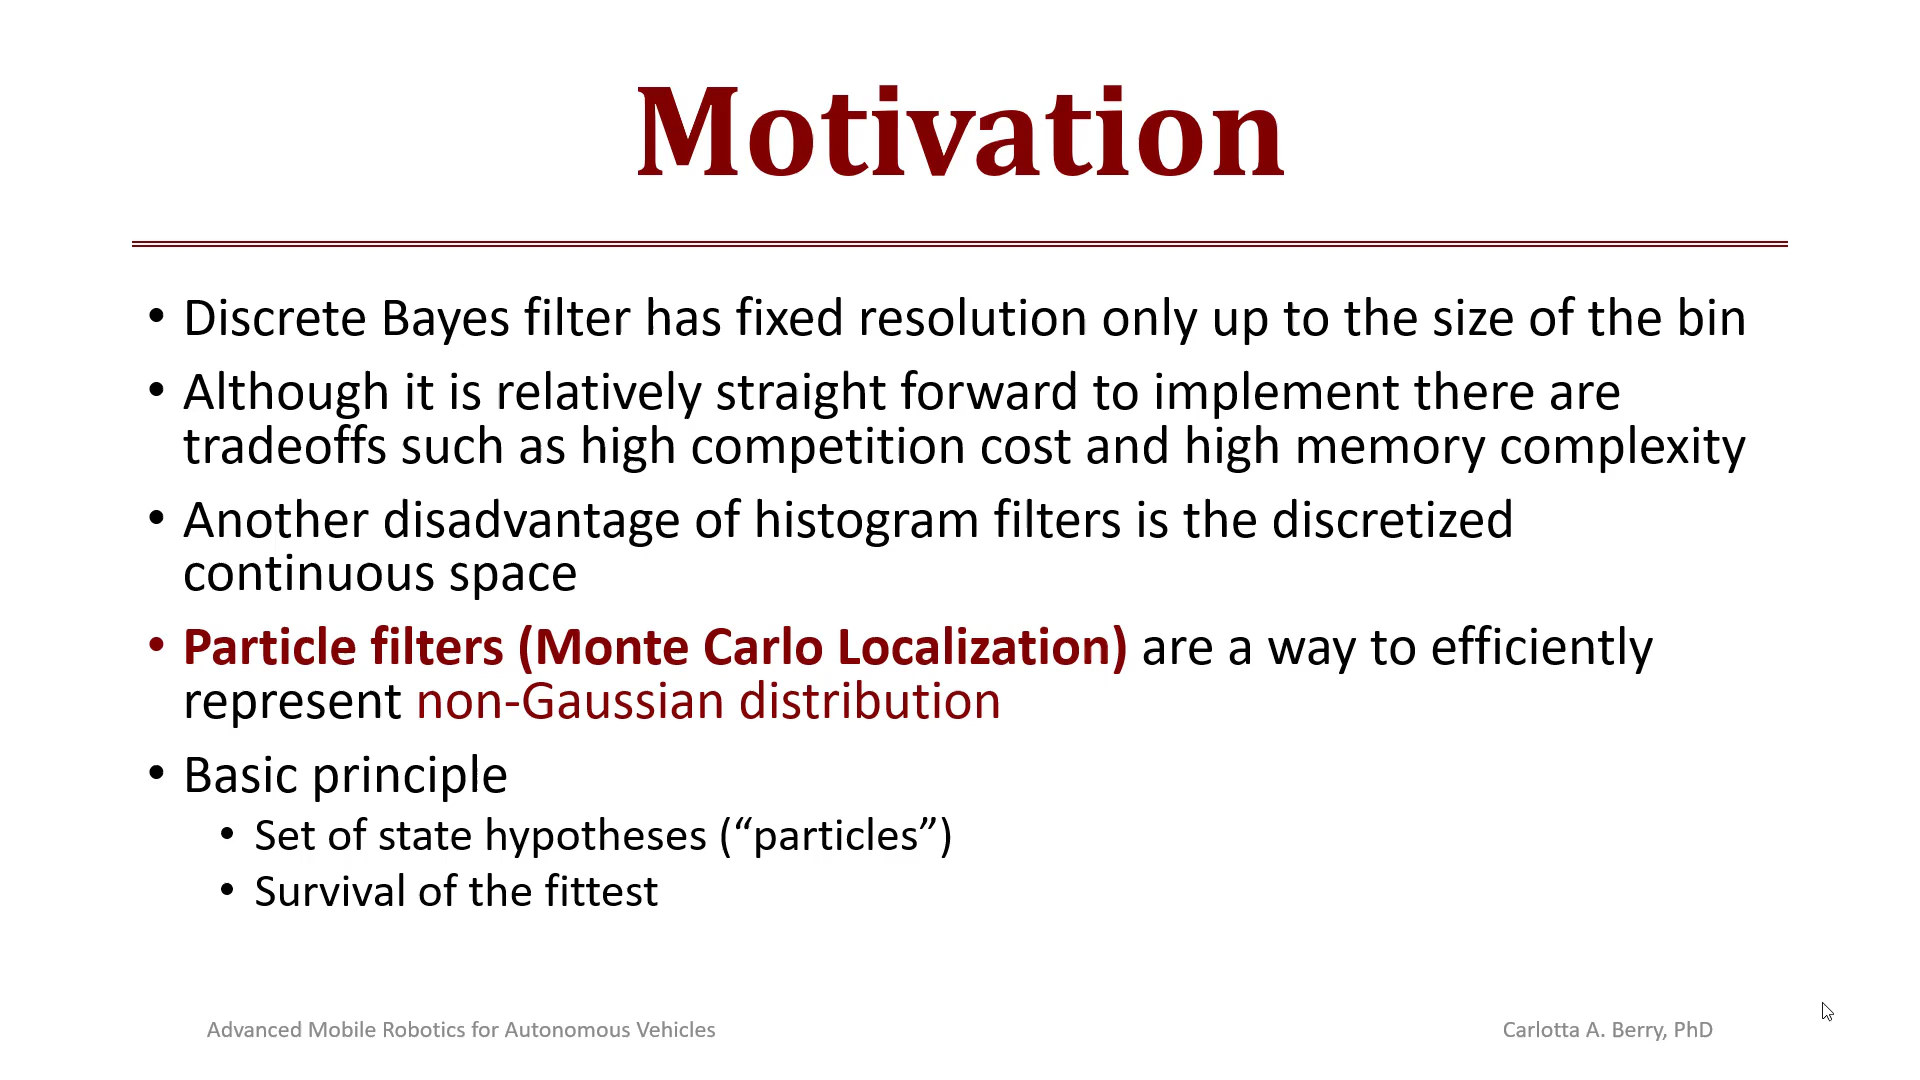 Motivation
• Discrete Bayes filter has fixed resolution only up to the size of the bin
• Although it is relatively straight forward to implement there are
tradeoffs such as high competition cost and high memory complexity
• Another disadvantage of histogram filters is the discretized
continuous space
• Particle filters (Monte Carlo Localization) are a way to efficiently
represent non-Gaussian distribution
• Basic principle
• Set of state hypotheses (“particles”)
• Survival of the fittest
Advanced Mobile Robotics for Autonomous Vehicles
Carlotta A. Berry, PhD